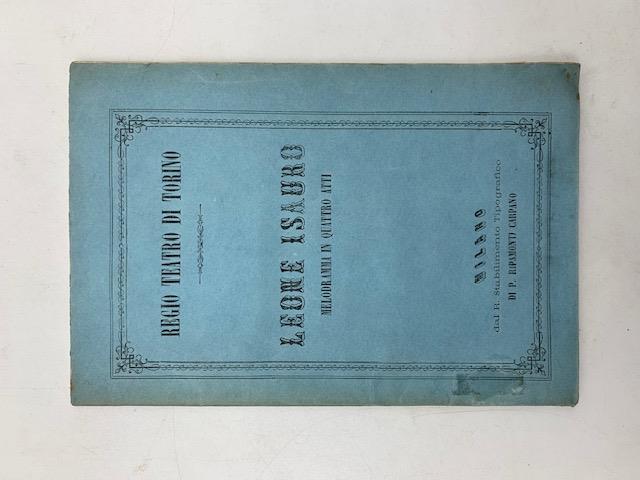 REGIO TEATRO DI TORINO
LEONE ISAURO
MELODRAMMA IN QUATTRO ATTI
MILANO
dal R. Stabilimento Tipografico
DI P. RIPAMONTI CARPANO